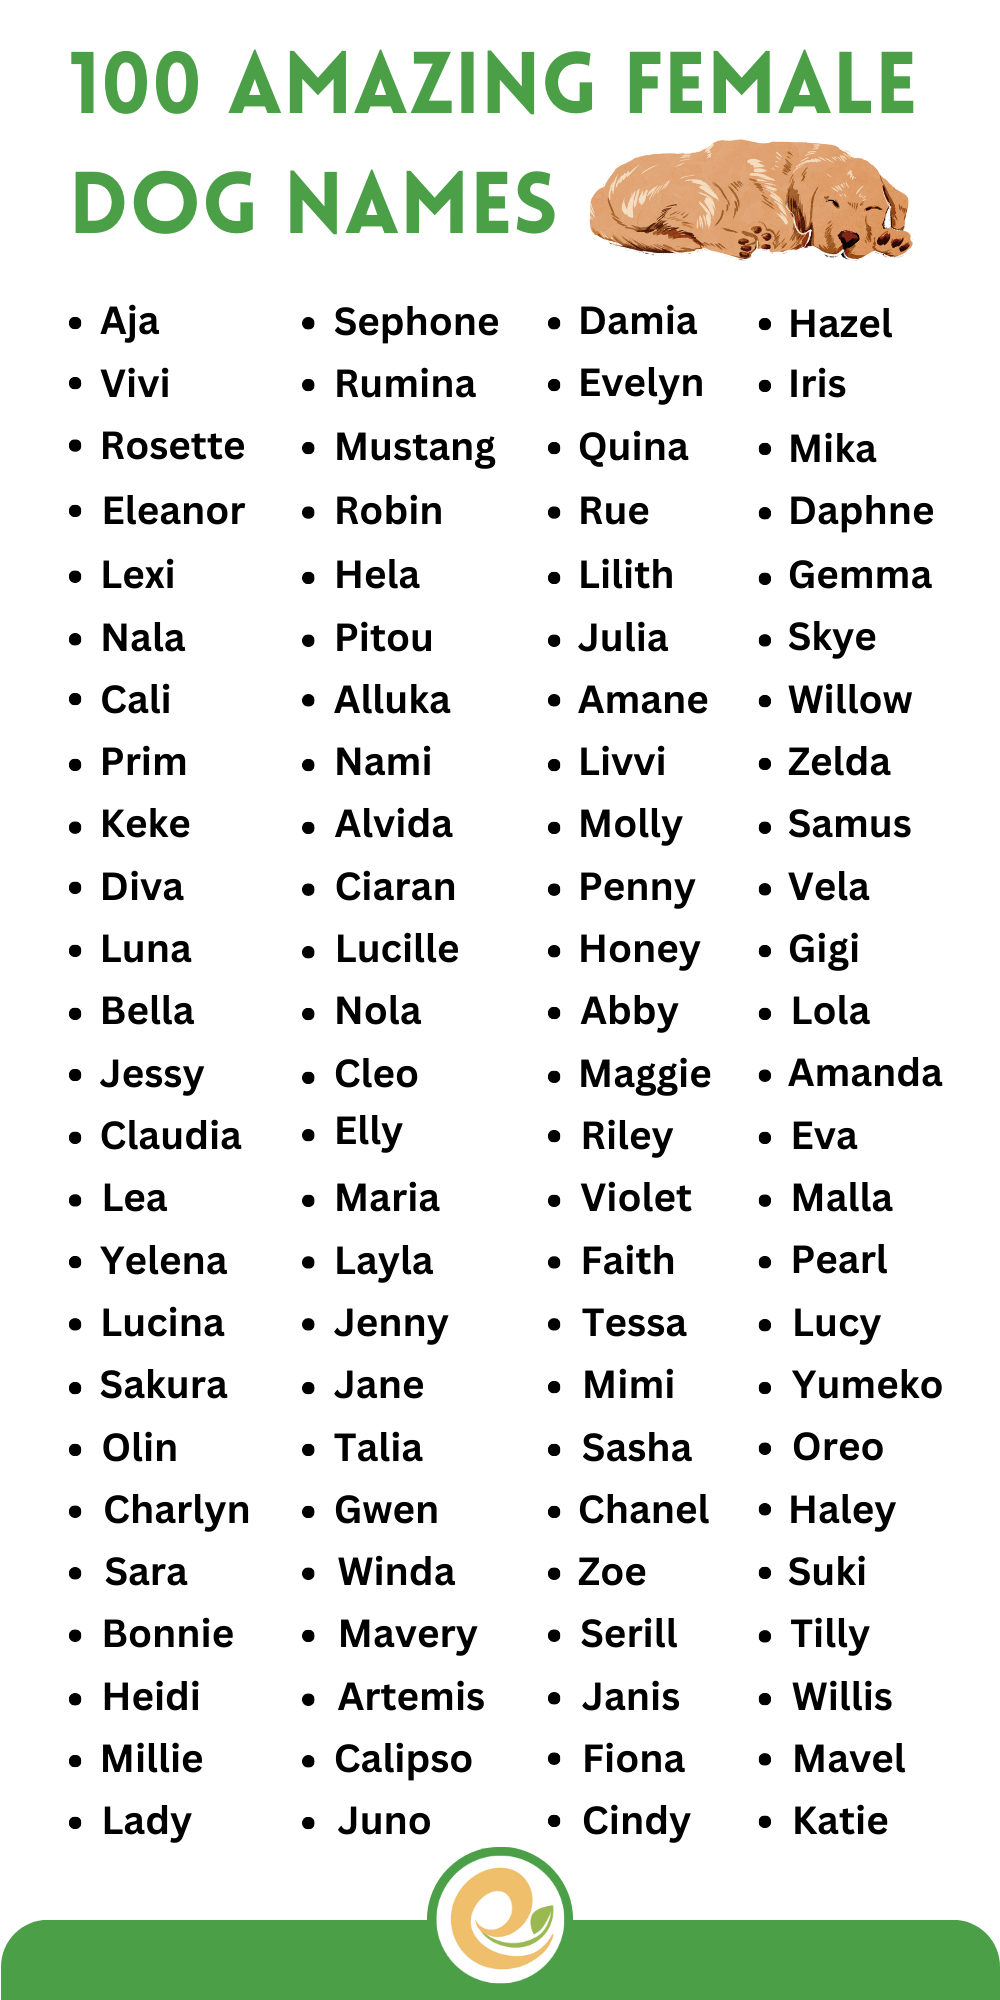 100 AMAZING FEMALE
DOG NAMES
• Aja
• Vivi
• Rosette
• Eleanor
• Lexi
• Nala
• Cali
• Prim
• Keke
• Diva
• Luna
• Bella
• Jessy
• Claudia
• Lea
• Yelena
• Lucina
• Sakura
• Olin
• Charlyn
• Sara
• Bonnie
• Heidi
• Millie
• Lady
• Sephone
• Rumina
• Mustang
• Robin
• Hela
• Pitou
• Alluka
• Nami
• Alvida
• Ciaran
• Lucille
• Nola
• Cleo
• Elly
• Maria
• Layla
• Jenny
• Jane
• Talia
• Gwen
• Winda
• Mavery
• Artemis
• Calipso
• Juno
• Damia
• Evelyn
• Quina
• Rue
• Lilith
• Julia
• Amane
• Livvi
• Molly
• Penny
• Honey
• Abby
• Maggie
• Riley
• Violet
• Faith
• Tessa
• Mimi
• Sasha
• Chanel
• Zoe
• Serill
• Janis
• Fiona
• Cindy
• Hazel
• Iris
• Mika
• Daphne
• Gemma
• Skye
• Willow
• Zelda
• Samus
• Vela
• Gigi
• Lola
• Amanda
• Eva
• Malla
• Pearl
• Lucy
• Yumeko
• Oreo
• Haley
• Suki
• Tilly
• Willis
• Mavel
• Katie